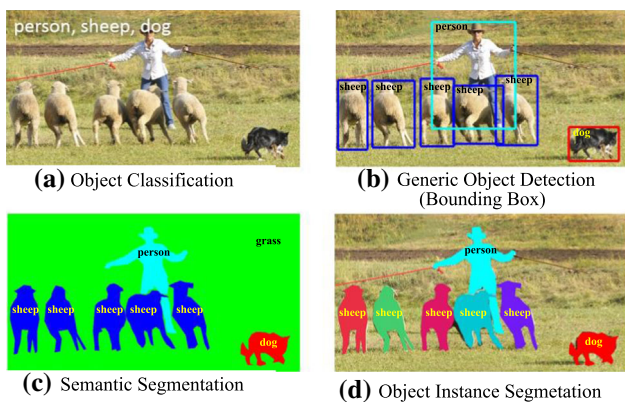 person, sheep, dog
(a) Object Classification
person
sheep sheep sheep sheep sheep
dog
(b) Generic Object Detection
(Bounding Box)
grass
person
sheep sheep sheep sheep sheep
dog
(c) Semantic Segmentation
person
sheep sheep sheep sheep sheep
dog
(d) Object Instance Segmetation